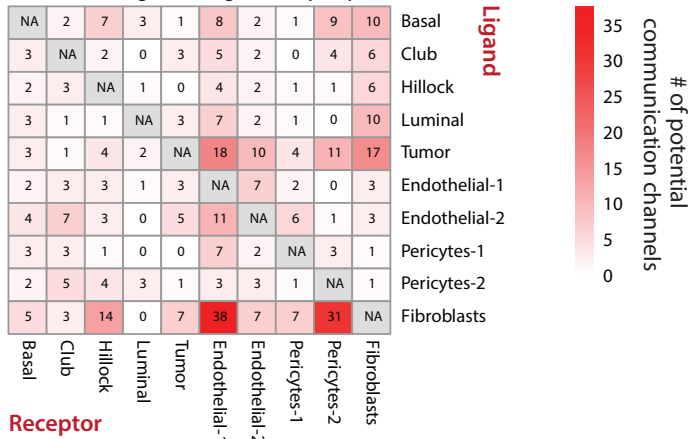 NA 2 7 3 1 8 2 1 9 10 Basal
3 NA 2 0 3 5 2 0 4 6 Club
2 3 NA 1 0 4 2 1 1 6 Hillock
3 1 1 NA 3 7 2 1 0 10 Luminal
3 1 4 2 NA 18 10 4 11 17 Tumor
2 3 3 1 3 NA 7 2 0 3 Endothelial-1
4 7 3 0 5 11 NA 6 1 3 Endothelial-2
3 3 1 0 0 7 2 NA 3 1 Pericytes-1
2 5 4 3 1 3 3 1 NA 1 Pericytes-2
5 3 14 0 7 38 7 7 31 NA Fibroblasts
Ligand
Basal
Club
Hillock
Luminal
Tumor
Endothelial-
Endothelial-2
Pericytes-1
Pericytes-2
Fibroblasts
Receptor
35
30
25
20
15
10
5
0
# of potential
communication channels